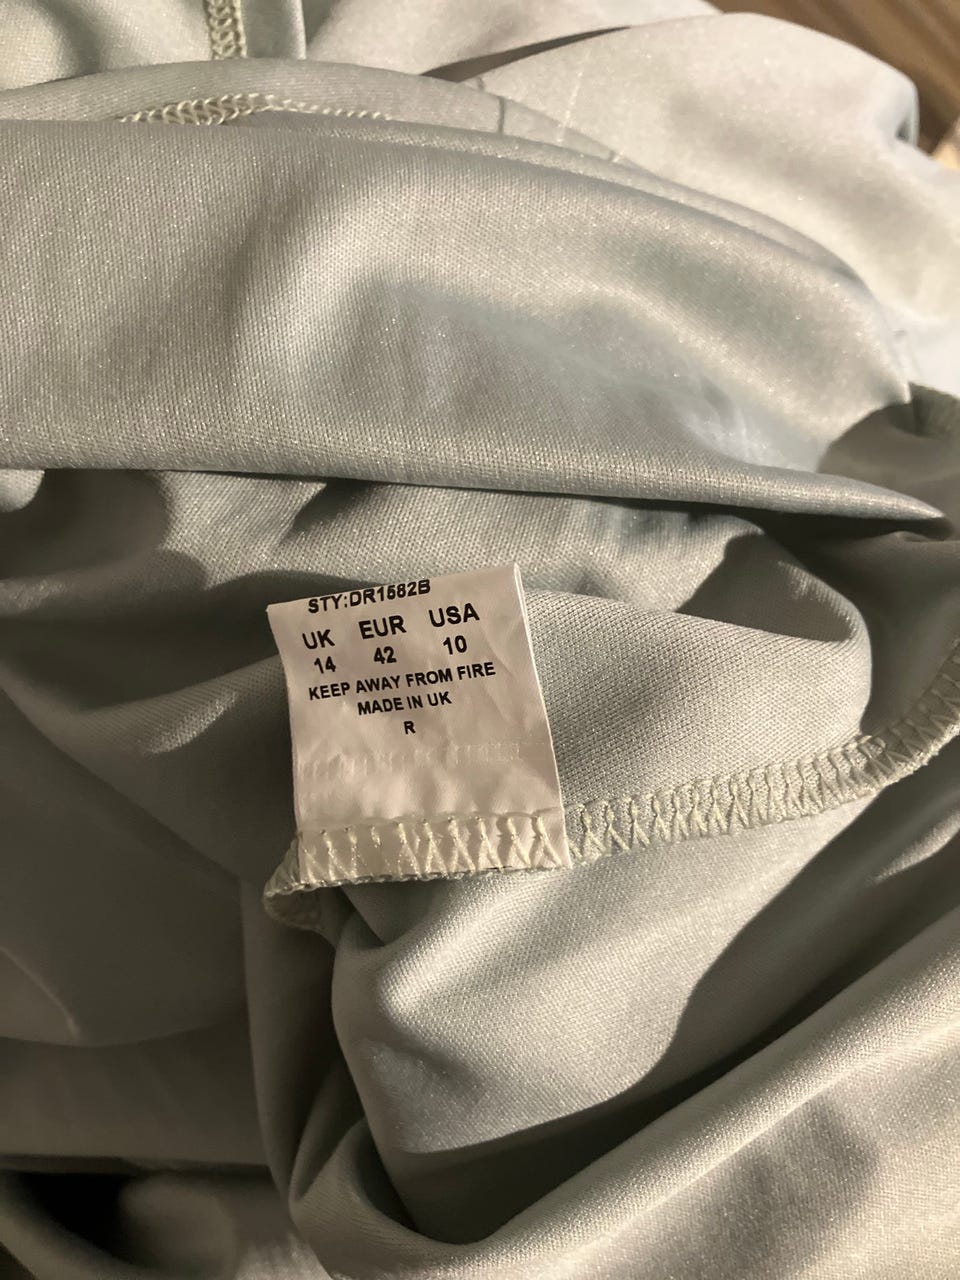 STY:DR1582B
UK EUR USA
14 42 10
KEEP AWAY FROM FIRE
MADE IN UK
R